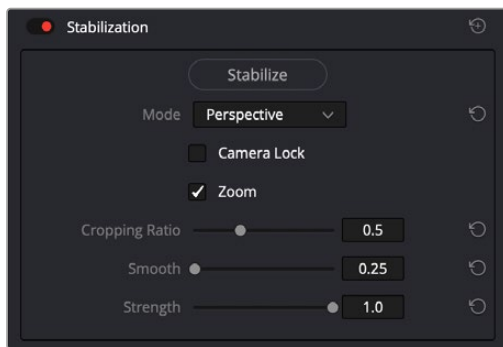 Stabilization
Stabilize
Mode Perspective
Camera Lock
Zoom
Cropping Ratio 0.5
Smooth 0.25
Strength 1.0